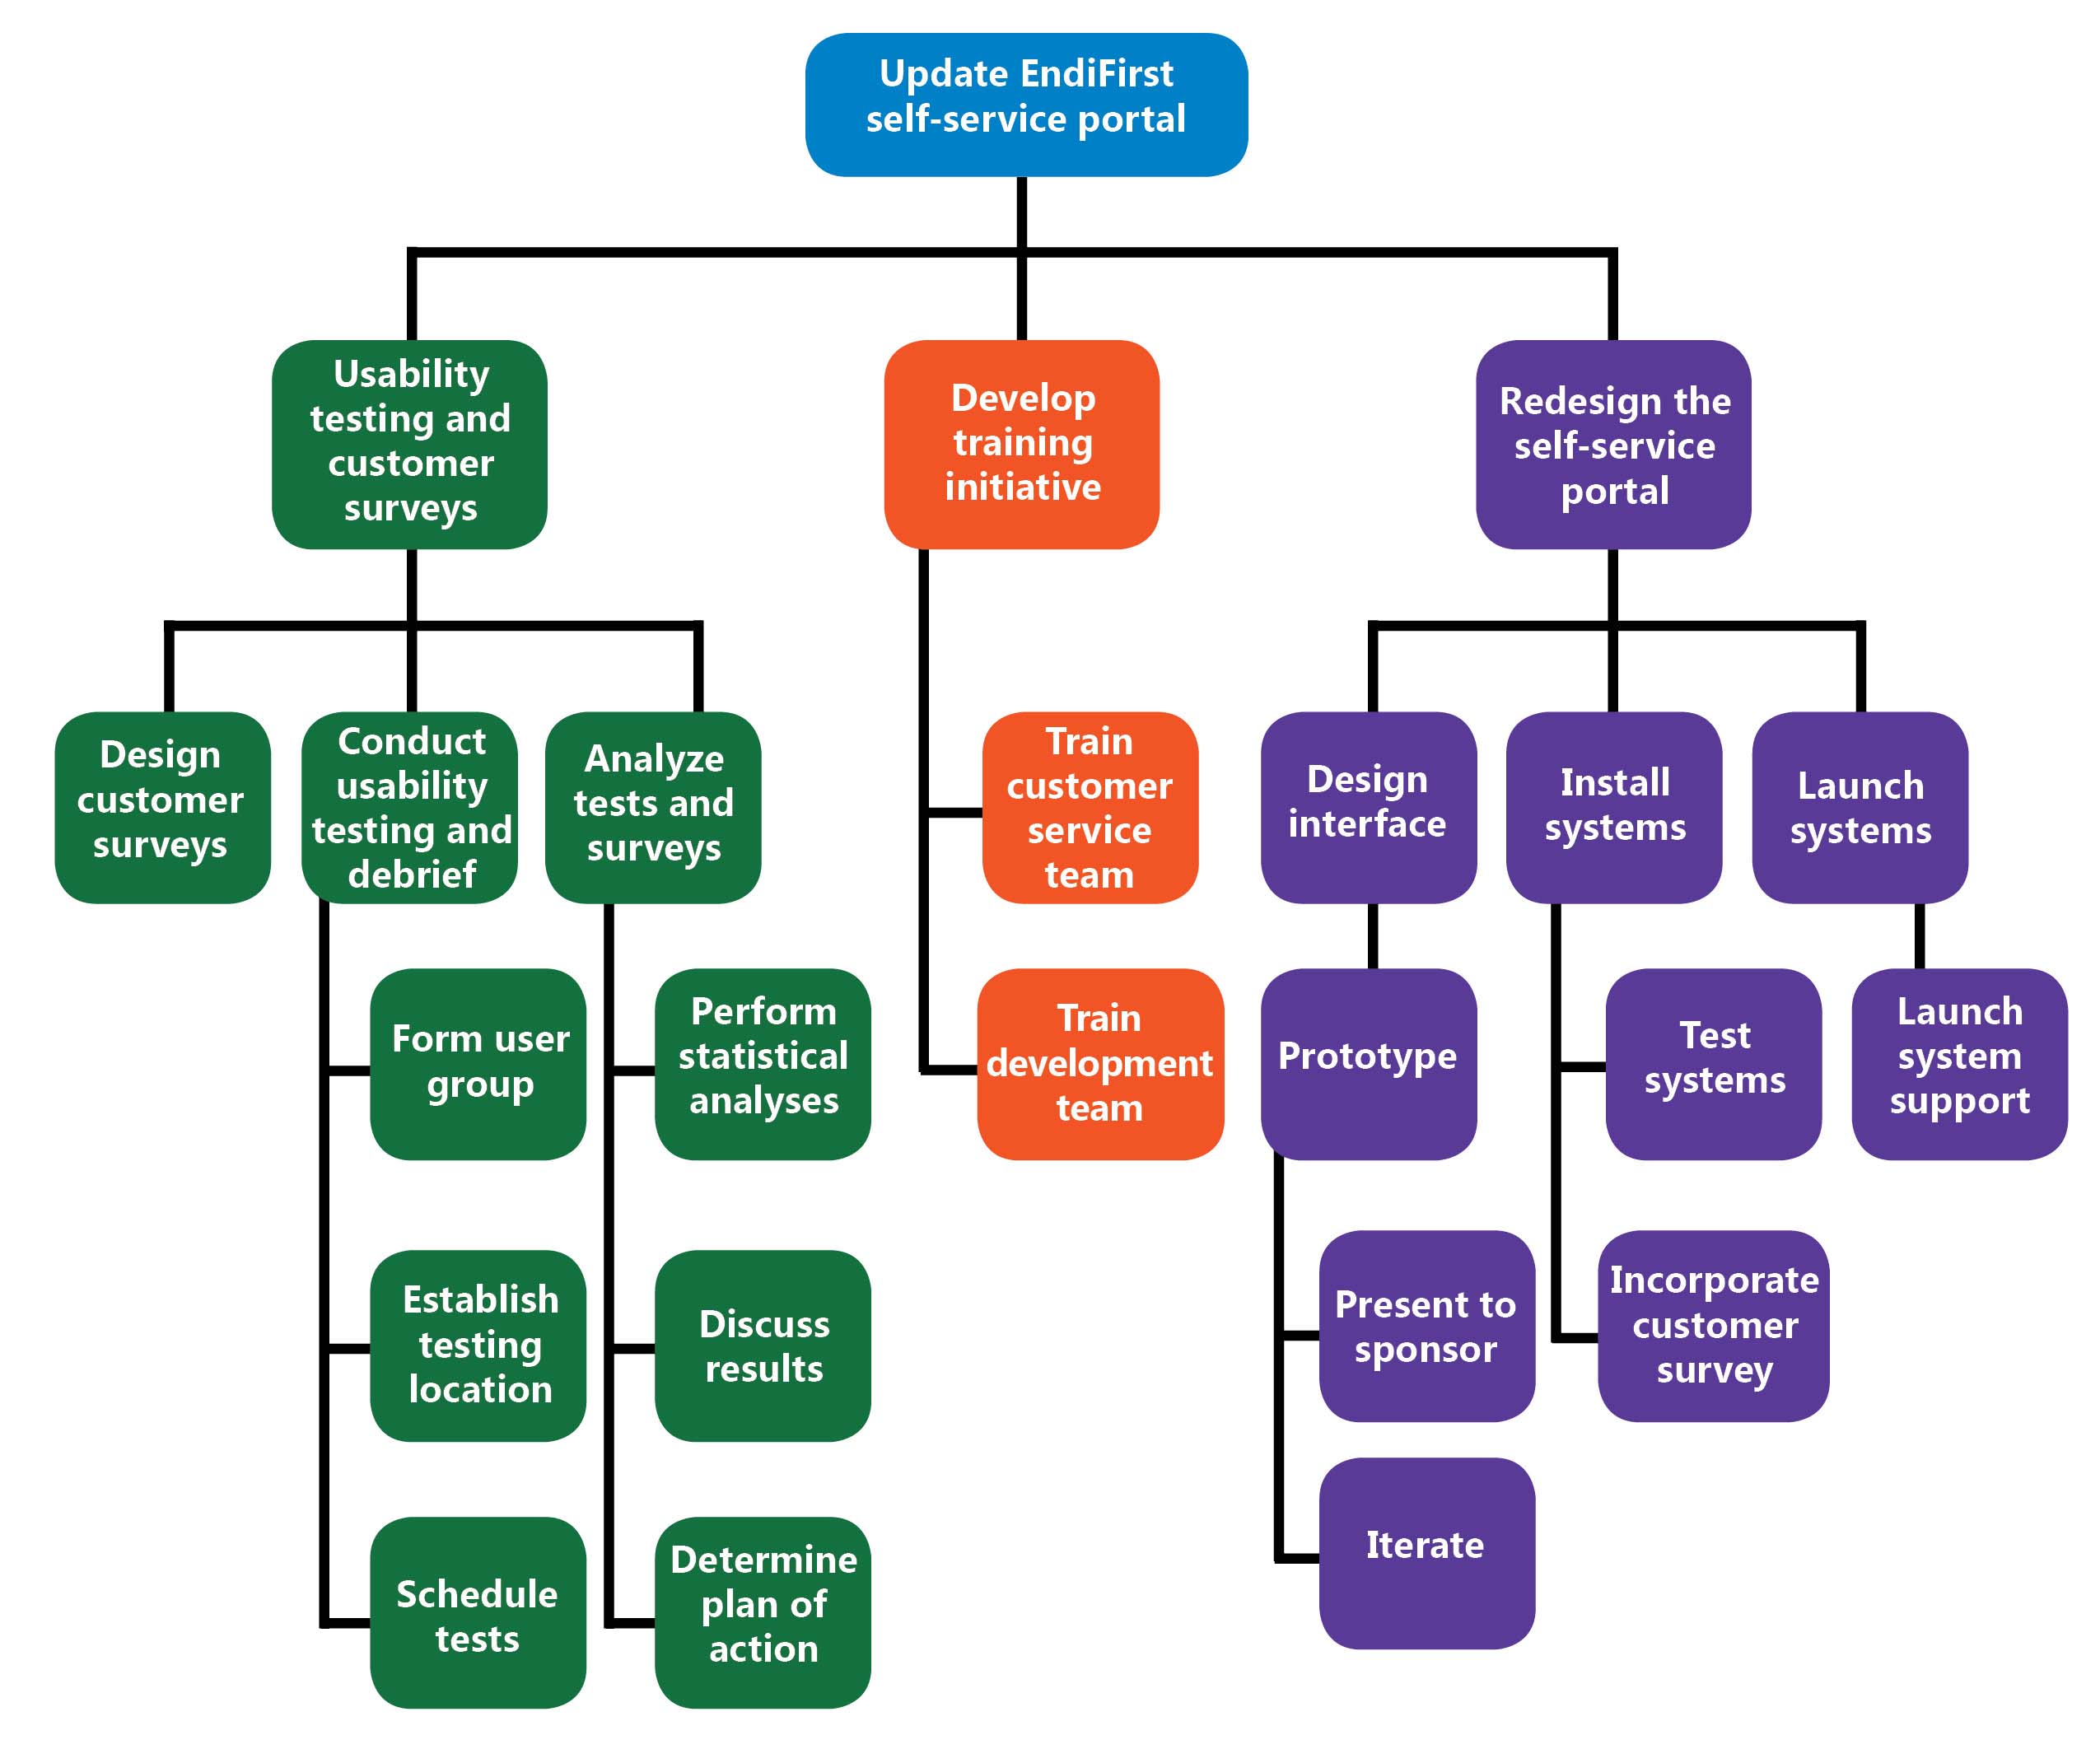 Update EndiFirst
self-service portal
Usability
testing and
customer
surveys
Develop
training
initiative
Redesign the
self-service
portal
Design
customer
surveys
Conduct
usability
testing and
debrief
Analyze
tests and
surveys
Train
customer
service
team
Design
interface
Install
systems
Launch
systems
Form user
group
Perform
statistical
analyses
Train
development
team
Prototype
Test
systems
Launch
system
support
Establish
testing
location
Discuss
results
Present to
sponsor
Incorporate
customer
survey
Schedule
tests
Determine
plan of
action
Iterate